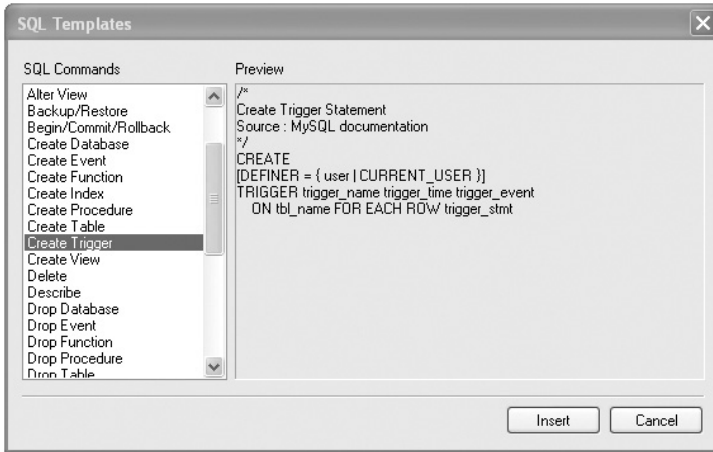 SQL Templates
SQL Commands
Preview
Alter View
Backup/Restore
Begin/Commit/Rollback
Create Database
Create Event
Create Function
Create Index
Create Procedure
Create Table
Create Trigger
Create View
Delete
Describe
Drop Database
Drop Event
Drop Function
Drop Procedure
Drop Table
/*
Create Trigger Statement
Source : MySQL documentation
*/
CREATE
[DEFINER = { user | CURRENT_USER }]
TRIGGER trigger_name trigger_time trigger_event
ON tbl_name FOR EACH ROW trigger_stmt
Insert
Cancel